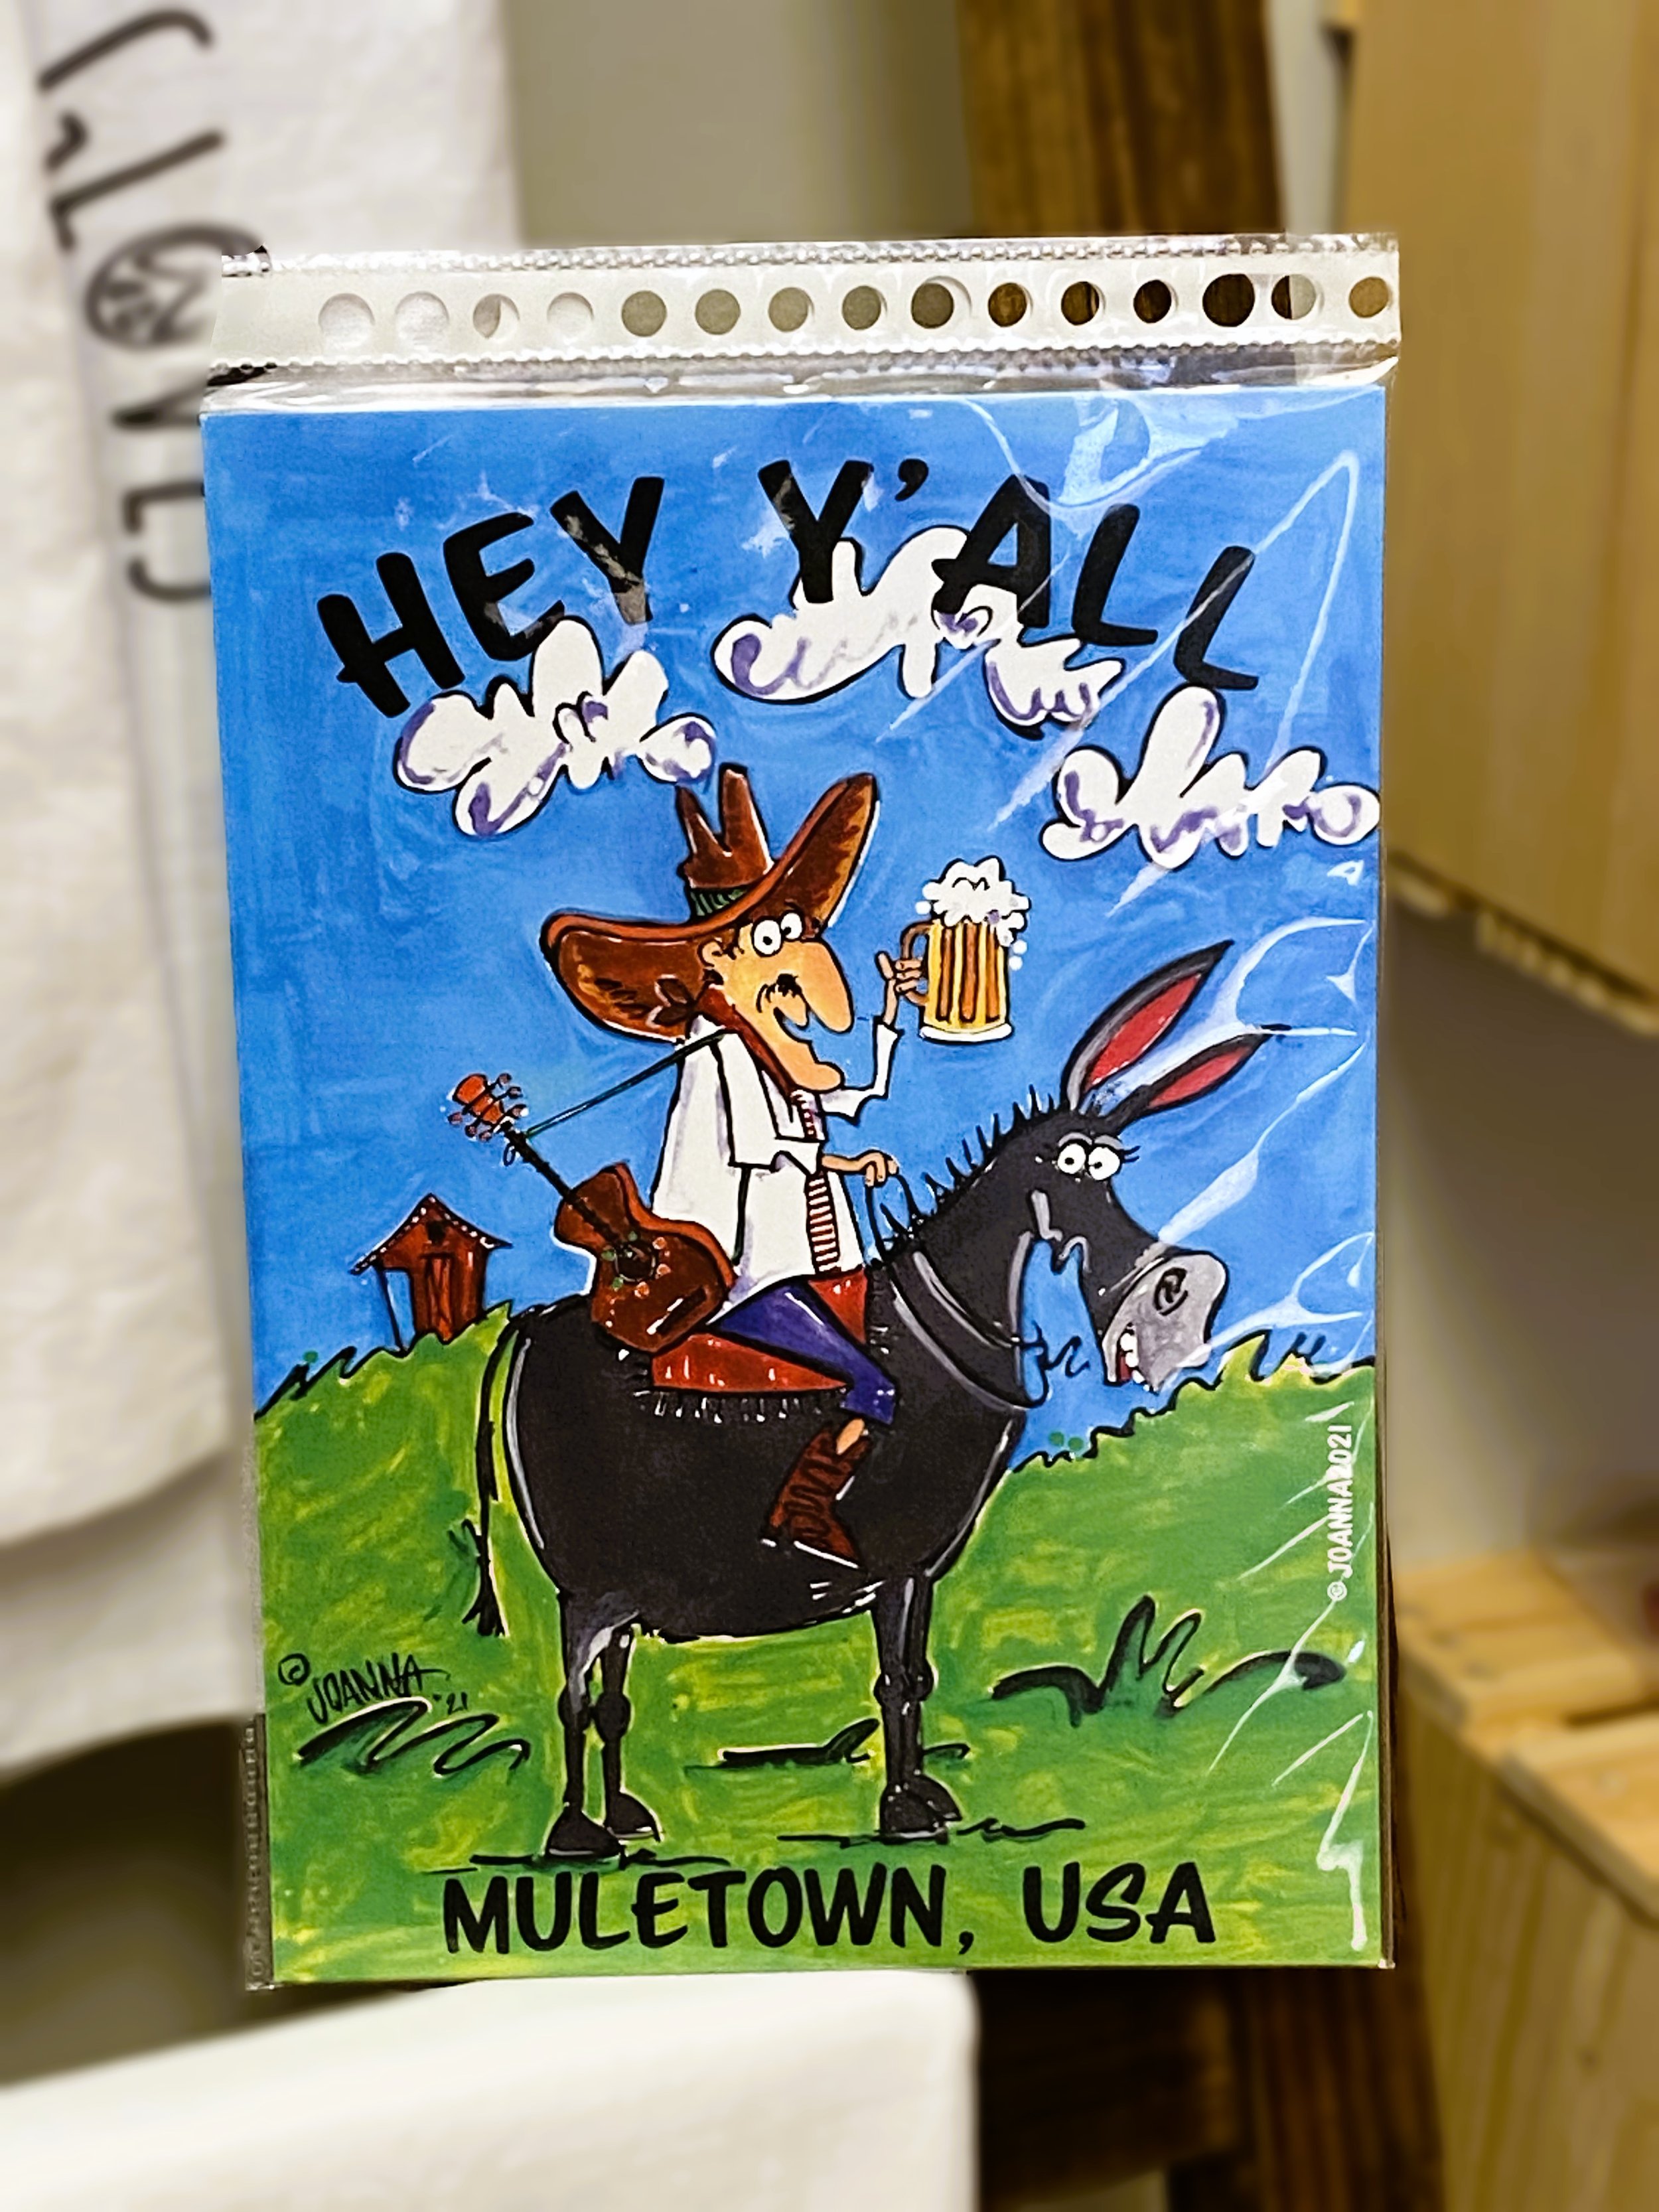 HEY Y'ALL
©JOANNA2021
©JOANNA
'21
MULETOWN, USA